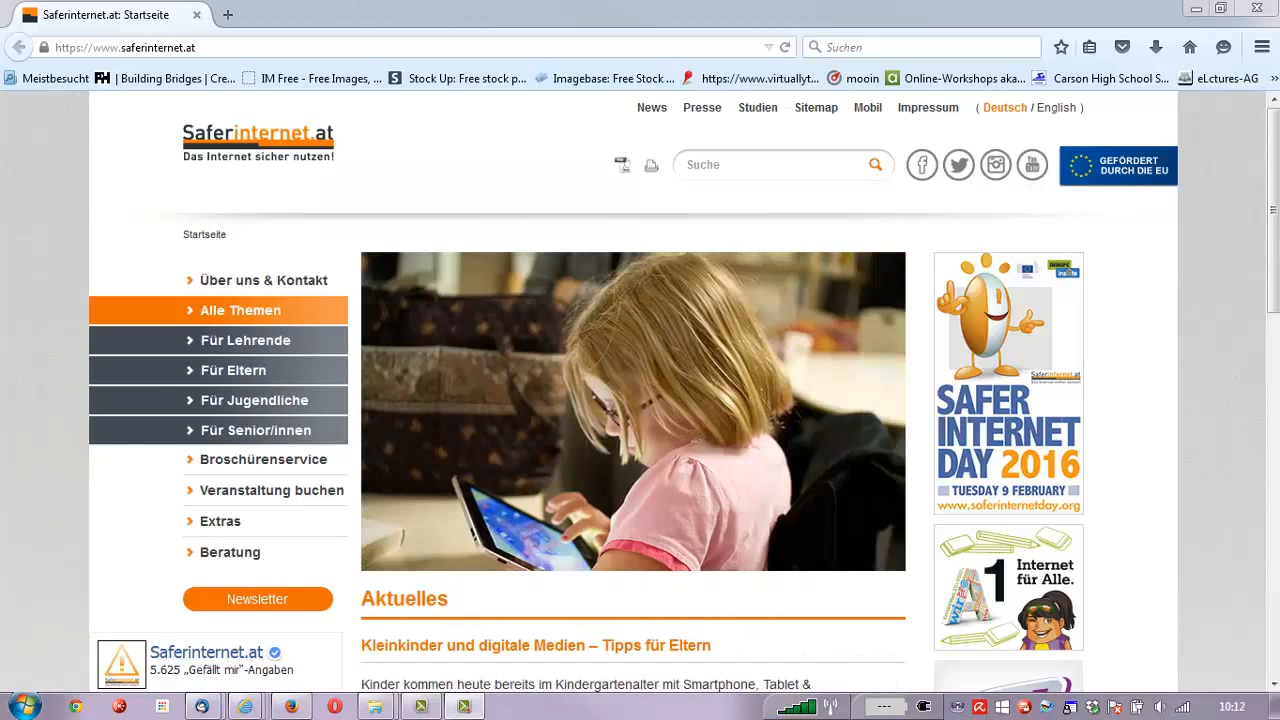 Saferinternet.at: Startseite
https://www.saferinternet.at
Suchen
Meistbesucht
| Building Bridges | Cre...
IM Free - Free Images, ...
Stock Up: Free stock p...
Imagebase: Free Stock ...
https://www.virtuallyt...
mooin
Online-Workshops aka...
Carson High School S...
eLctures-AG
News Presse Studien Sitemap Mobil Impressum ( Deutsch / English )
Saferinternet.at
Das Internet sicher nutzen!
Suche
GEFÖRDERT
DURCH DIE EU
Startseite
Über uns & Kontakt
Alle Themen
Für Lehrende
Für Eltern
Für Jugendliche
Für Senior/innen
Broschürenservice
Veranstaltung buchen
Extras
Beratung
Newsletter
Saferinternet.at
5.625 „Gefällt mir“-Angaben
Aktuelles
Kleinkinder und digitale Medien – Tipps für Eltern
Kinder kommen heute bereits im Kindergartenalter mit Smartphone, Tablet &
Saferinternet.at
SAFER
INTERNET
DAY 2016
TUESDAY 9 FEBRUARY
www.saferinternetday.org
Internet
für Alle.
A1
10:12